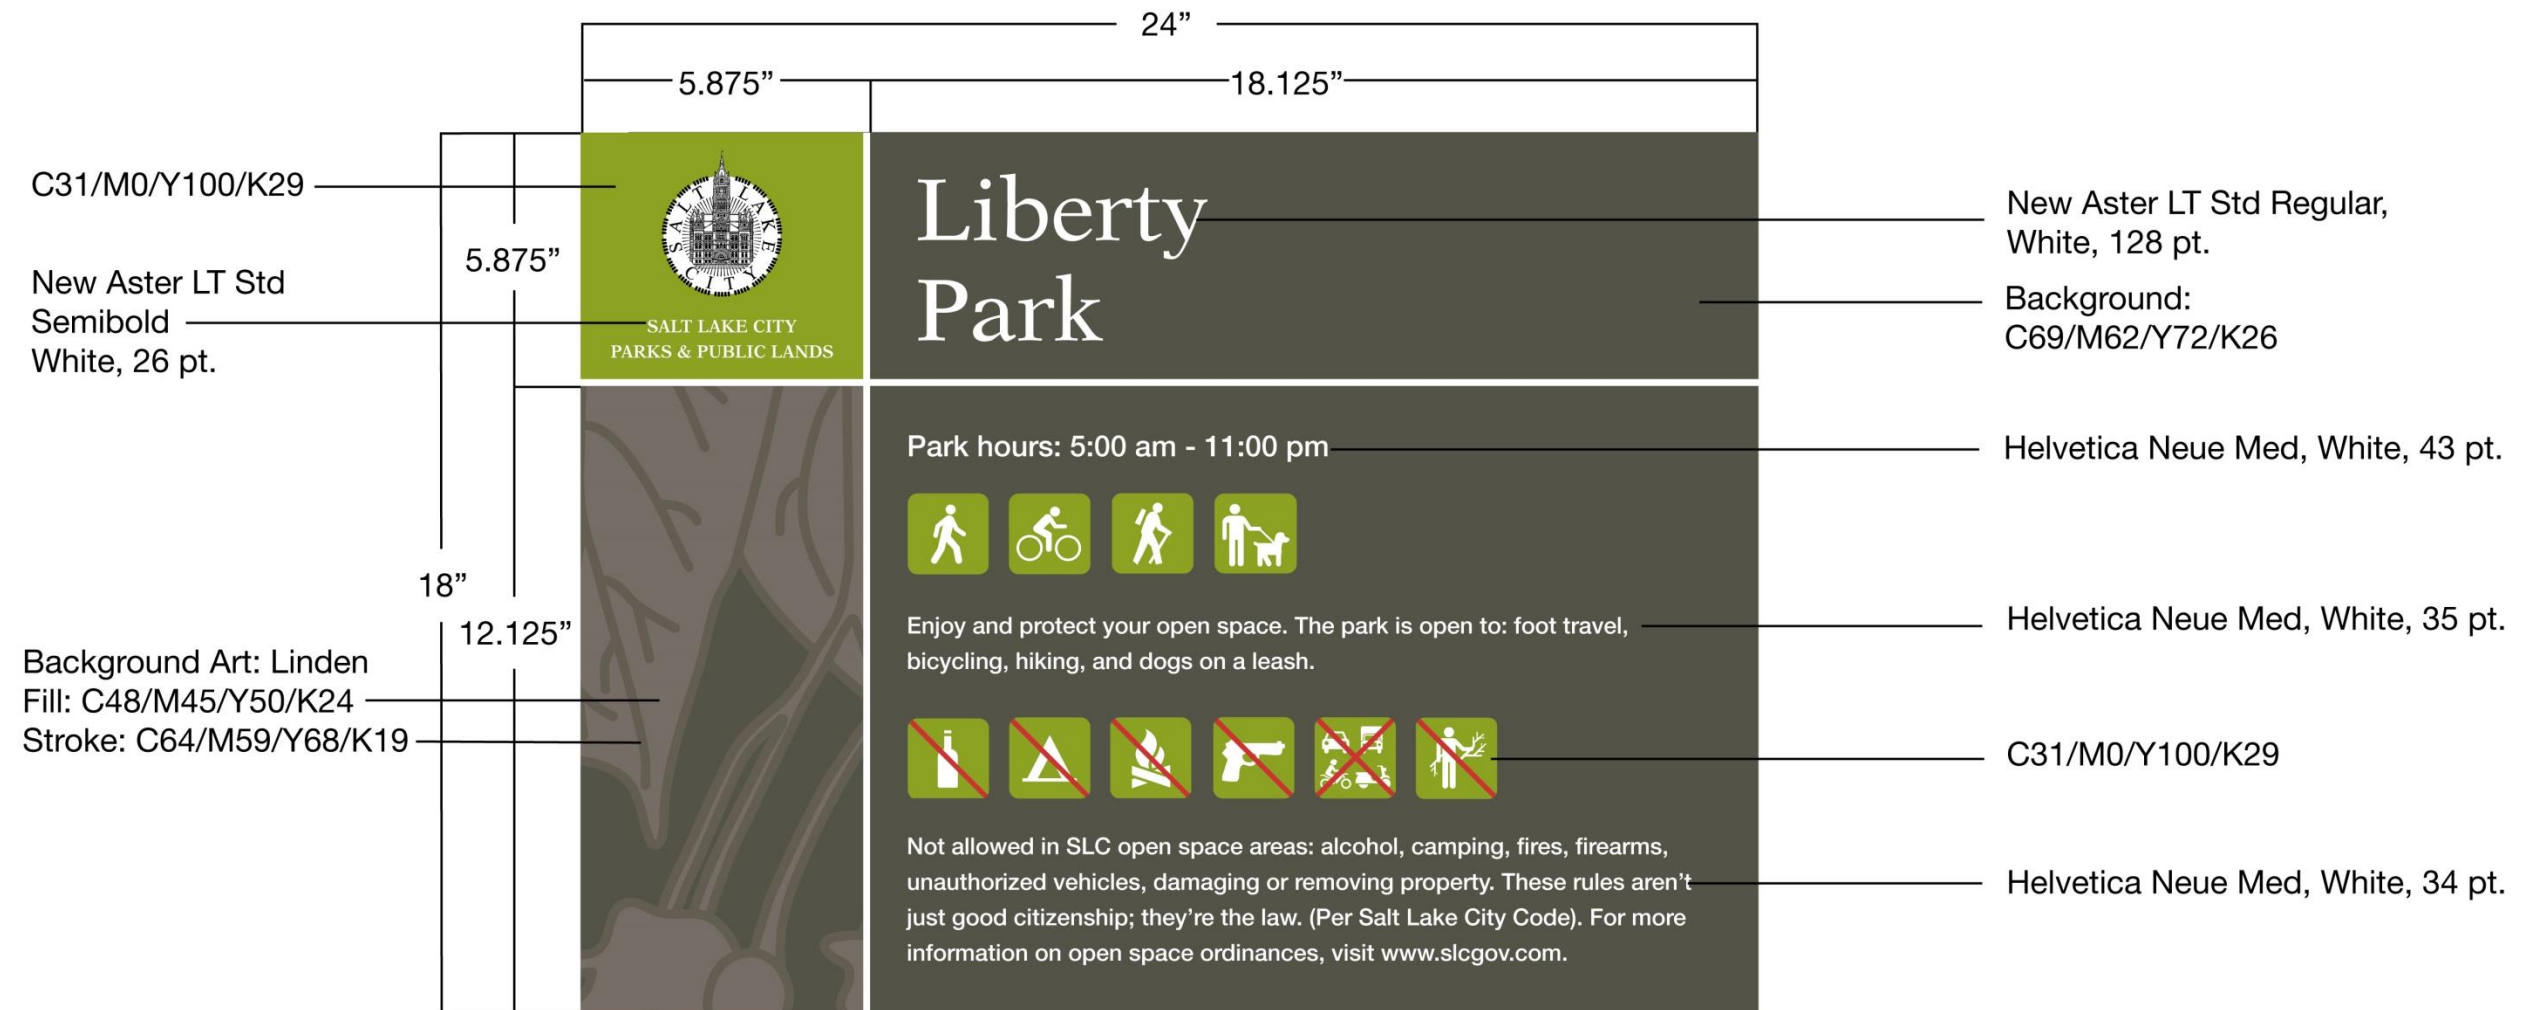 24”
5.875”
18.125”
C31/M0/Y100/K29
New Aster LT Std
Semibold
White, 26 pt.
5.875”
18”
12.125”
Background Art: Linden
Fill: C48/M45/Y50/K24
Stroke: C64/M59/Y68/K19
SALT LAKE CITY
SALT LAKE CITY
PARKS & PUBLIC LANDS
Liberty
Park
Park hours: 5:00 am - 11:00 pm
Enjoy and protect your open space. The park is open to: foot travel,
bicycling, hiking, and dogs on a leash.
Not allowed in SLC open space areas: alcohol, camping, fires, firearms,
unauthorized vehicles, damaging or removing property. These rules aren’t
just good citizenship; they’re the law. (Per Salt Lake City Code). For more
information on open space ordinances, visit www.slcgov.com.
New Aster LT Std Regular,
White, 128 pt.
Background:
C69/M62/Y72/K26
Helvetica Neue Med, White, 43 pt.
Helvetica Neue Med, White, 35 pt.
C31/M0/Y100/K29
Helvetica Neue Med, White, 34 pt.